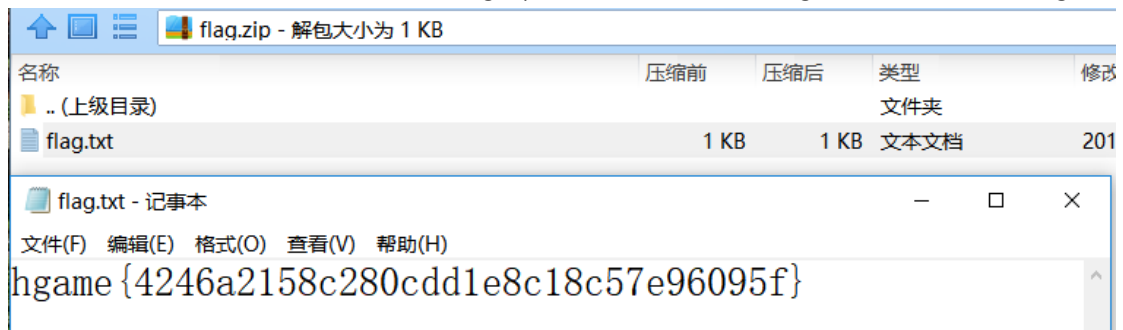 flag.zip - 解包大小为 1 KB
名称 压缩前 压缩后 类型 修改
.. (上级目录) 文件夹
flag.txt 1 KB 1 KB 文本文档 201
flag.txt - 记事本
文件(F) 编辑(E) 格式(O) 查看(V) 帮助(H)
hgame{4246a2158c280cdd1e8c18c57e96095f}